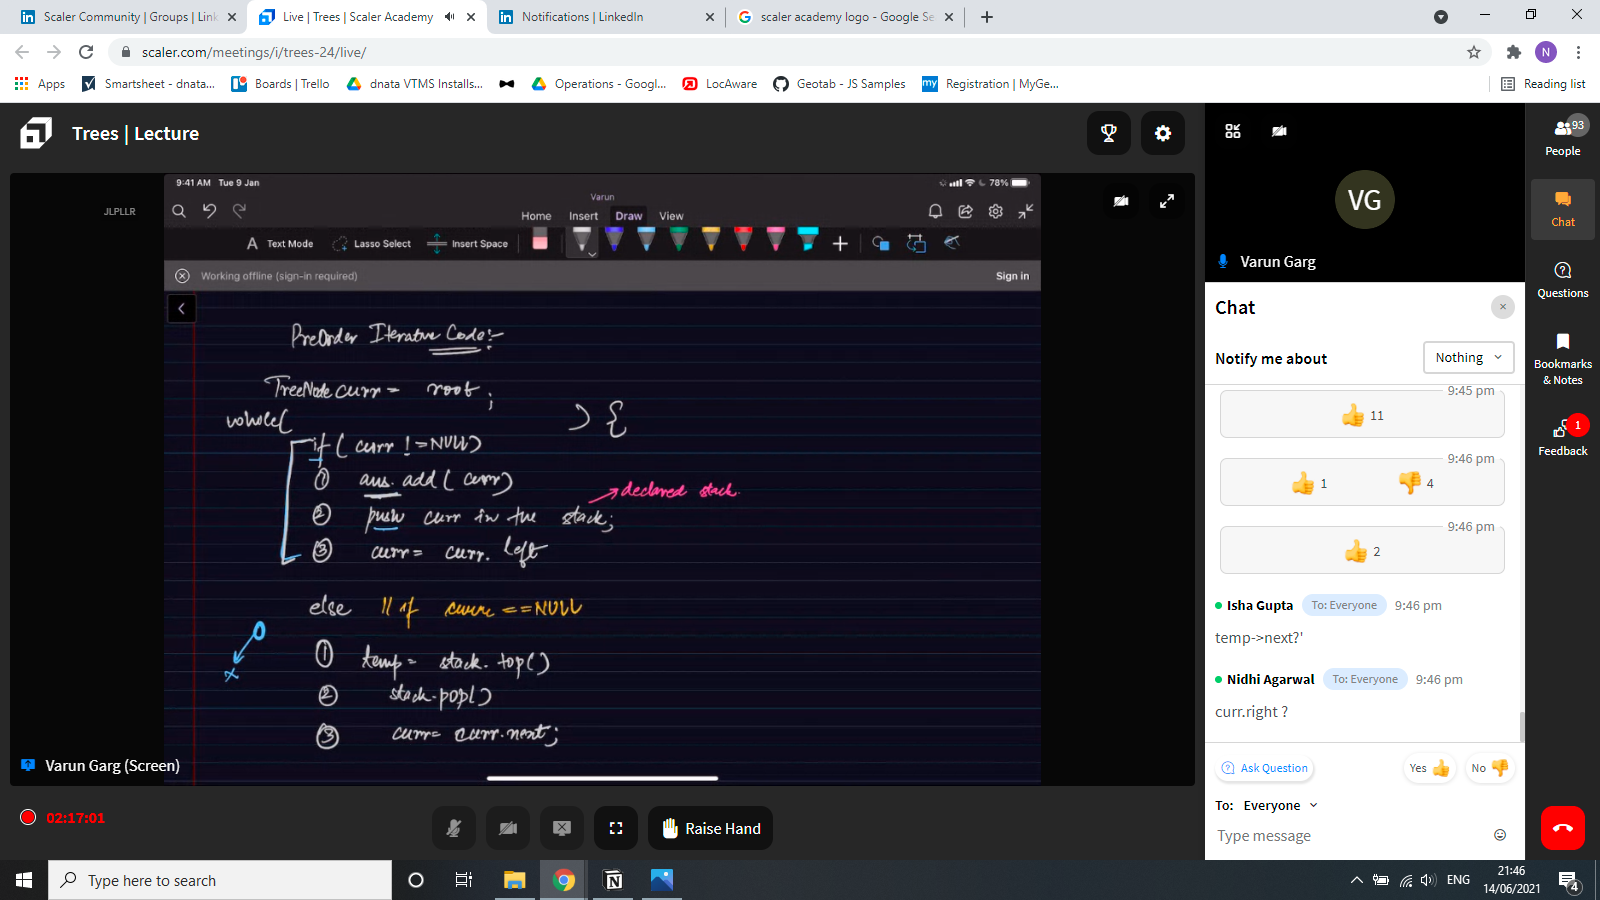 Scaler Community | Groups | Link
Live | Trees | Scaler Academy
Notifications | LinkedIn
scaler academy logo - Google Se
scaler.com/meetings/i/trees-24/live/
N
Apps
Smartsheet - dnata...
Boards | Trello
dnata VTMS Installs...
Operations - Googl...
LocAware
Geotab - JS Samples
my Registration | MyGe...
Reading list
Trees | Lecture
JLPLLR
9:41 AM Tue 9 Jan
78%
Varun
Home Insert Draw View
Text Mode
Lasso Select
Insert Space
Working offline (sign-in required)
Sign in
PreOrder Iterative Code:-
TreeNode curr = root ;
while( ) {
if ( curr != NULL)
① ans. add ( curr)
→ declared stack.
② push curr in the stack;
③ curr = curr. left
else // if curr == NULL
① temp = stack. top()
② stack.pop()
③ curr = curr.next;
Varun Garg (Screen)
02:17:01
Raise Hand
VG
Varun Garg
Chat
Notify me about
Nothing
9:45 pm
11
9:46 pm
1
4
9:46 pm
2
Isha Gupta To: Everyone 9:46 pm
temp->next?'
Nidhi Agarwal To: Everyone 9:46 pm
curr.right ?
Ask Question
Yes
No
To: Everyone
Type message
93
People
Chat
Questions
Bookmarks
& Notes
1
Feedback
Type here to search
ENG
21:46
14/06/2021
4